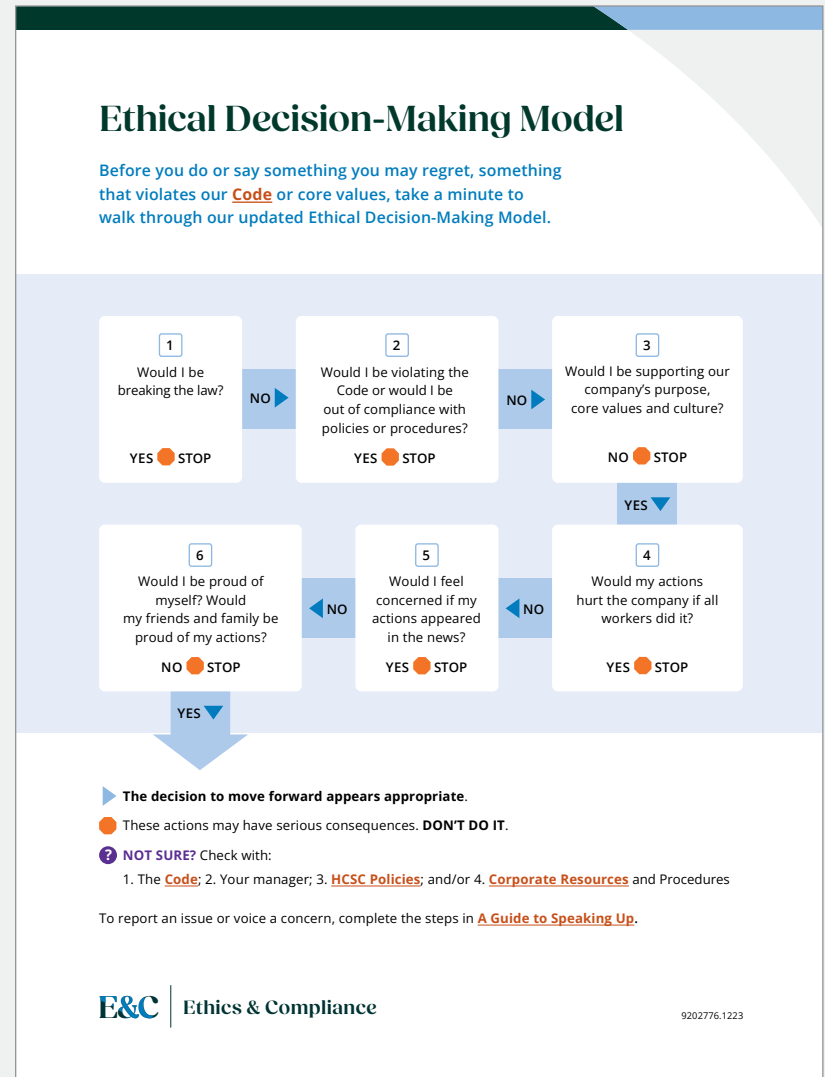 Ethical Decision-Making Model
Before you do or say something you may regret, something
that violates our Code or core values, take a minute to
walk through our updated Ethical Decision-Making Model.
1
Would I be
breaking the law?
YES STOP
NO
2
Would I be violating the
Code or would I be
out of compliance with
policies or procedures?
YES STOP
NO
3
Would I be supporting our
company's purpose,
core values and culture?
NO STOP
YES
4
Would my actions
hurt the company if all
workers did it?
YES STOP
NO
5
Would I feel
concerned if my
actions appeared
in the news?
YES STOP
NO
6
Would I be proud of
myself? Would
my friends and family be
proud of my actions?
NO STOP
YES
The decision to move forward appears appropriate.
These actions may have serious consequences. DON'T DO IT.
? NOT SURE? Check with:
1. The Code; 2. Your manager; 3. HCSC Policies; and/or 4. Corporate Resources and Procedures
To report an issue or voice a concern, complete the steps in A Guide to Speaking Up.
E&C Ethics & Compliance
9202776.1223